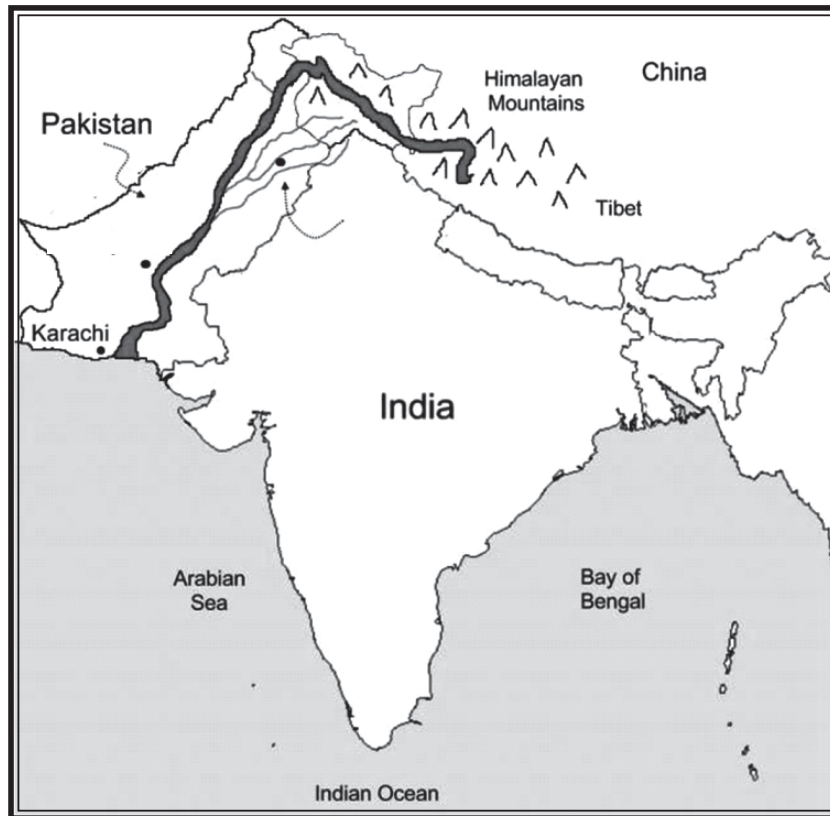 China
Himalayan
Mountains
Pakistan
Tibet
Karachi
India
Arabian
Sea
Bay of
Bengal
Indian Ocean